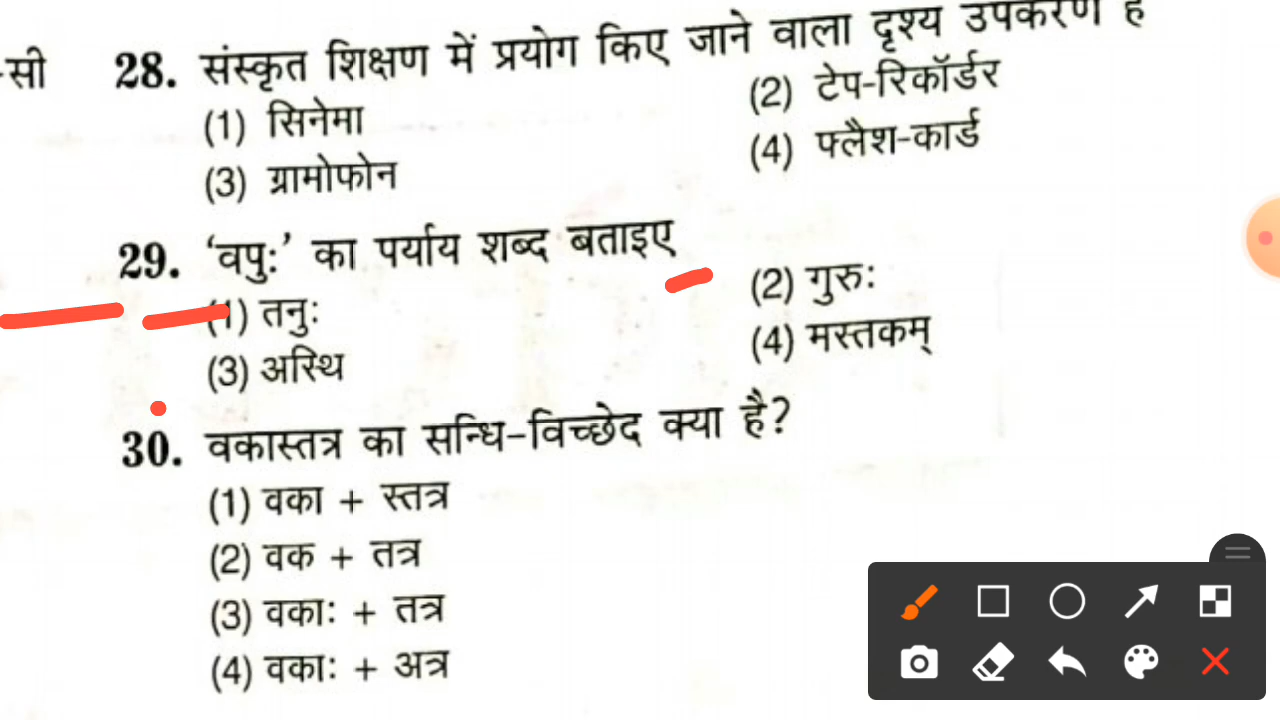 -सी
28. संस्कृत शिक्षण में प्रयोग किए जाने वाला दृश्य उपकरण है
(1) सिनेमा (2) टेप-रिकॉर्डर
(3) ग्रामोफोन (4) फ्लैश-कार्ड
29. ‘वपुः’ का पर्याय शब्द बताइए
(1) तनुः (2) गुरुः
(3) अस्थि (4) मस्तकम्
30. वकास्तत्र का सन्धि-विच्छेद क्या है?
(1) वका + स्तत्र
(2) वक + तत्र
(3) वकाः + तत्र
(4) वकाः + अत्र